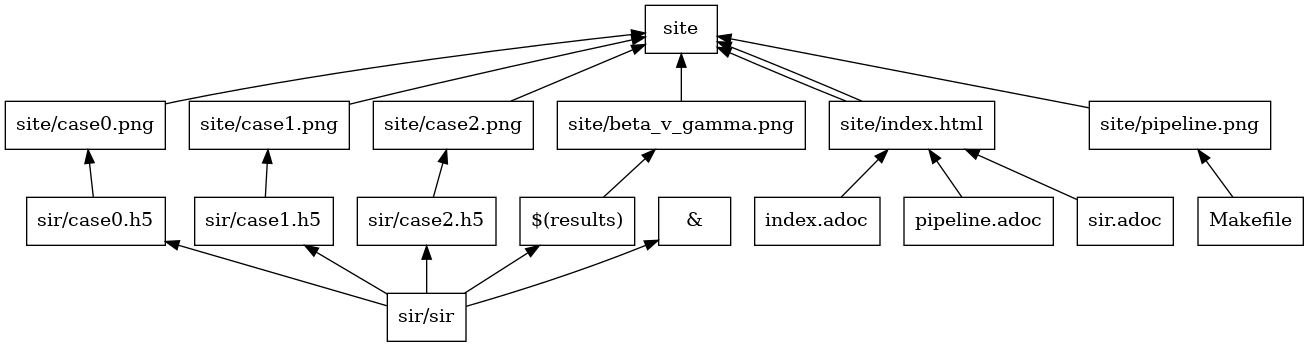 site
site/case0.png
site/case1.png
site/case2.png
site/beta_v_gamma.png
site/index.html
site/pipeline.png
sir/case0.h5
sir/case1.h5
sir/case2.h5
$(results)
&
index.adoc
pipeline.adoc
sir.adoc
Makefile
sir/sir